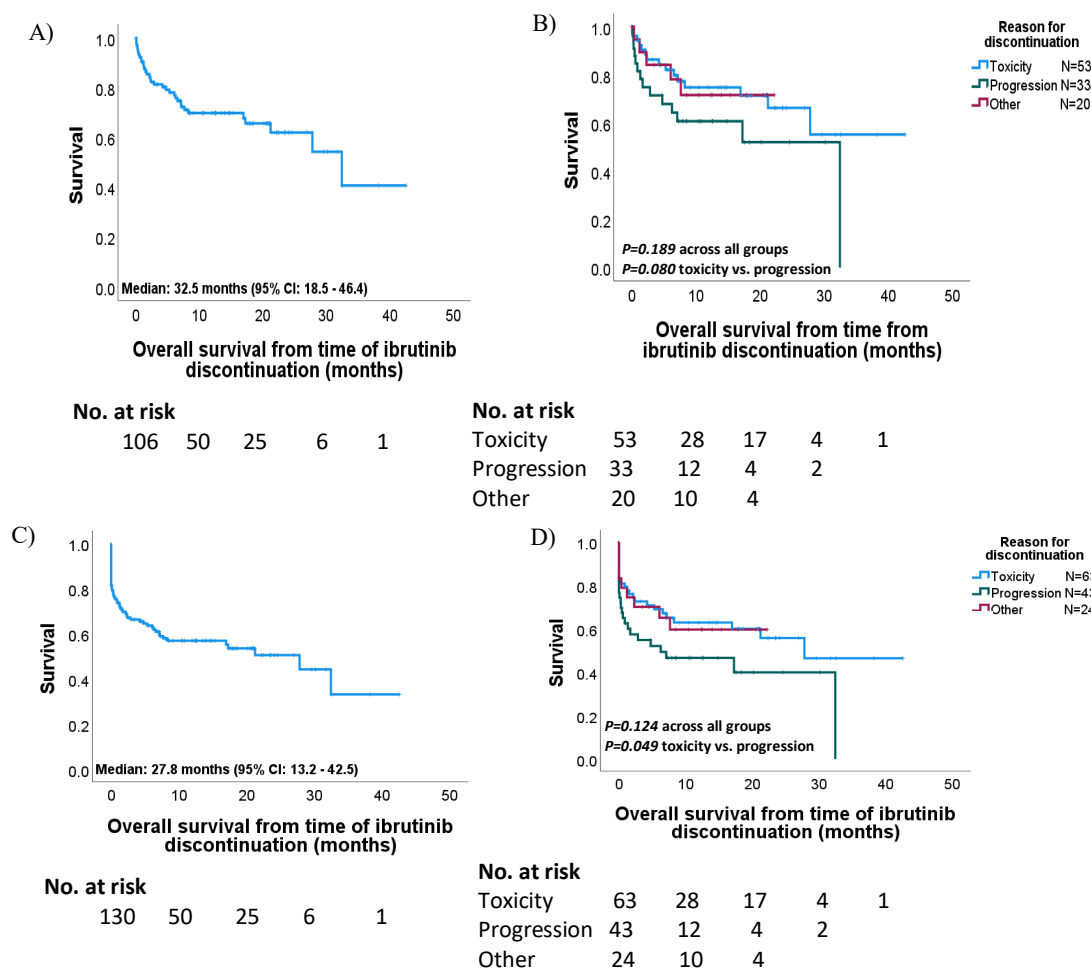 A)
1.0
0.8
0.6
0.4
0.2
0.0
Survival
Median: 32.5 months (95% CI: 18.5 - 46.4)
0 10 20 30 40 50
Overall survival from time of ibrutinib
discontinuation (months)
No. at risk
106 50 25 6 1
B)
1.0
0.8
0.6
0.4
0.2
0.0
Survival
Reason for
discontinuation
Toxicity N=53
Progression N=33
Other N=20
P=0.189 across all groups
P=0.080 toxicity vs. progression
0 10 20 30 40 50
Overall survival from time from
ibrutinib discontinuation (months)
No. at risk
Toxicity 53 28 17 4 1
Progression 33 12 4 2
Other 20 10 4
C)
1.0
0.8
0.6
0.4
0.2
0.0
Survival
Median: 27.8 months (95% CI: 13.2 - 42.5)
0 10 20 30 40 50
Overall survival from time of ibrutinib
discontinuation (months)
No. at risk
130 50 25 6 1
D)
1.0
0.8
0.6
0.4
0.2
0.0
Survival
Reason for
discontinuation
Toxicity N=63
Progression N=43
Other N=24
P=0.124 across all groups
P=0.049 toxicity vs. progression
0 10 20 30 40 50
Overall survival from time of ibrutinib
discontinuation (months)
No. at risk
Toxicity 63 28 17 4 1
Progression 43 12 4 2
Other 24 10 4